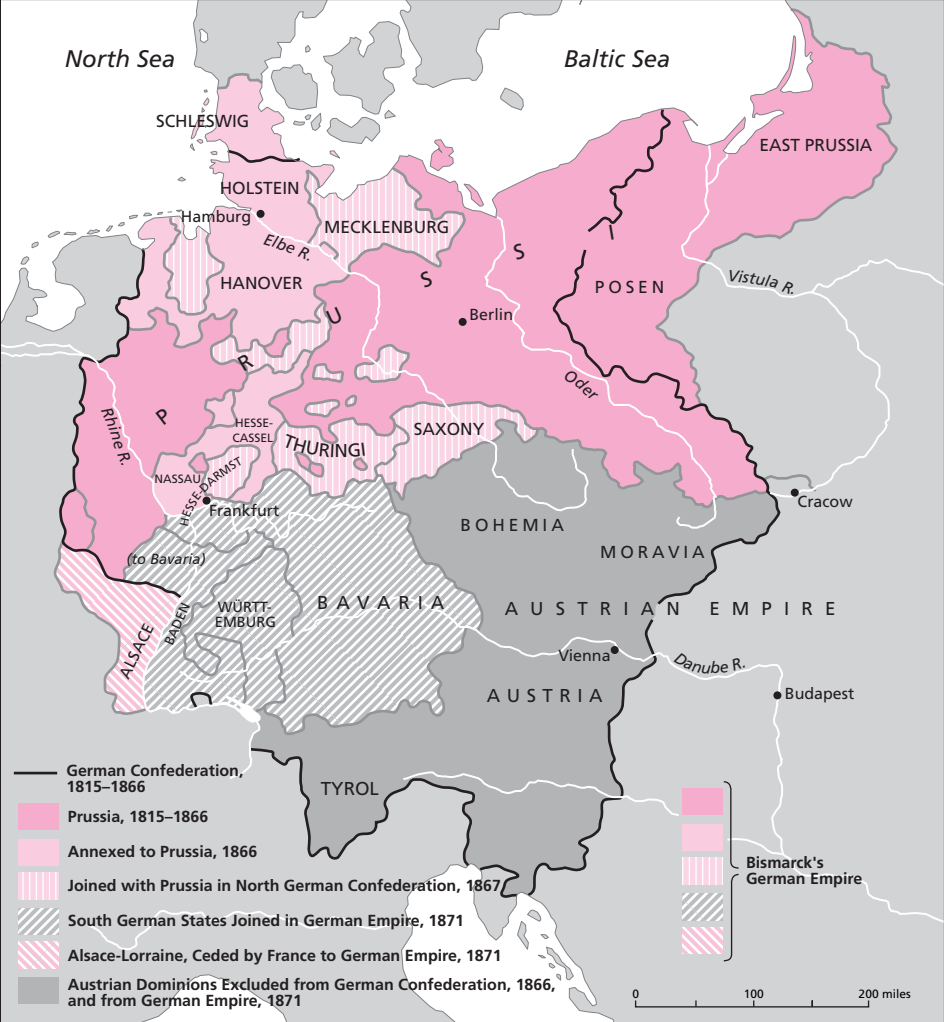 North Sea
Baltic Sea
SCHLESWIG
EAST PRUSSIA
HOLSTEIN
Hamburg
MECKLENBURG
Elbe R.
HANOVER
POSEN
Vistula R.
PRUSS
Berlin
Oder
Rhine R.
HESSE-
CASSEL
THURINGI
SAXONY
NASSAU
HESSE-DARMST
Frankfurt
Cracow
BOHEMIA
MORAVIA
(to Bavaria)
BADEN
WÜRTT-
EMBURG
BAVARIA
AUSTRIAN EMPIRE
ALSACE
Vienna
Danube R.
AUSTRIA
Budapest
TYROL
German Confederation,
1815–1866
Prussia, 1815–1866
Annexed to Prussia, 1866
Joined with Prussia in North German Confederation, 1867
South German States Joined in German Empire, 1871
Alsace-Lorraine, Ceded by France to German Empire, 1871
Austrian Dominions Excluded from German Confederation, 1866,
and from German Empire, 1871
Bismarck's
German Empire
0 100 200 miles